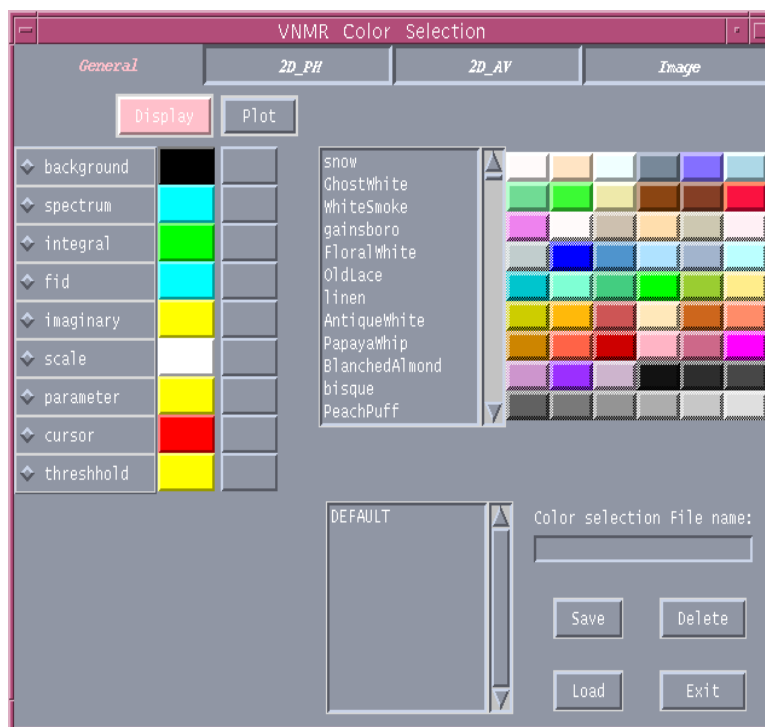 VNMR Color Selection
General 2D_PH 2D_AV Image
Display Plot
background
spectrum
integral
fid
imaginary
scale
parameter
cursor
threshhold
snow
GhostWhite
WhiteSmoke
gainsboro
FloralWhite
OldLace
linen
AntiqueWhite
PapayaWhip
BlanchedAlmond
bisque
PeachPuff
DEFAULT
Color selection File name:
Save Delete
Load Exit